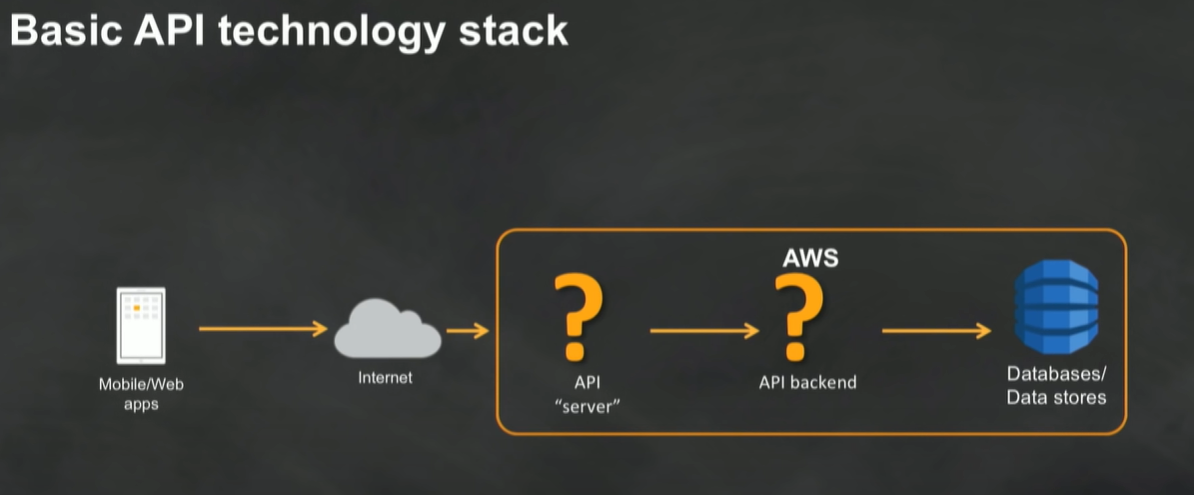 Basic API technology stack
AWS
?
?
Mobile/Web
apps
Internet
API
“server”
API backend
Databases/
Data stores